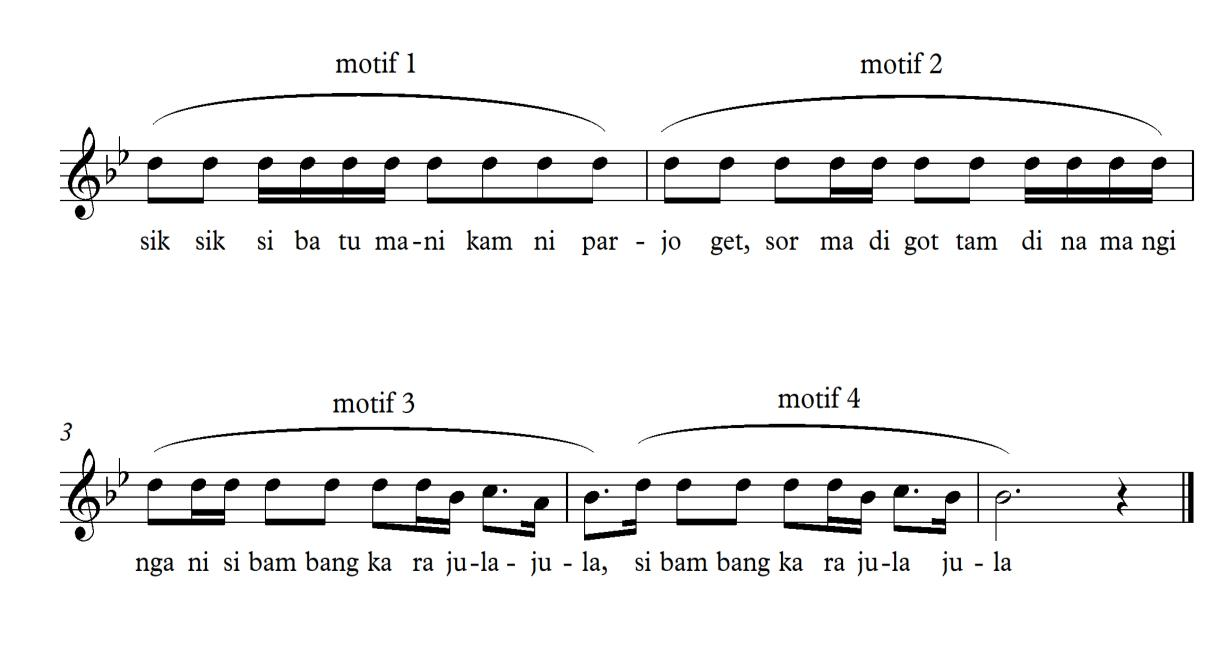 motif 1 motif 2
sik sik si ba tu ma-ni kam ni par - jo get, sor ma di got tam di na ma ngi
motif 3 motif 4
3
nga ni si bam bang ka ra ju-la - ju - la, si bam bang ka ra ju-la ju - la